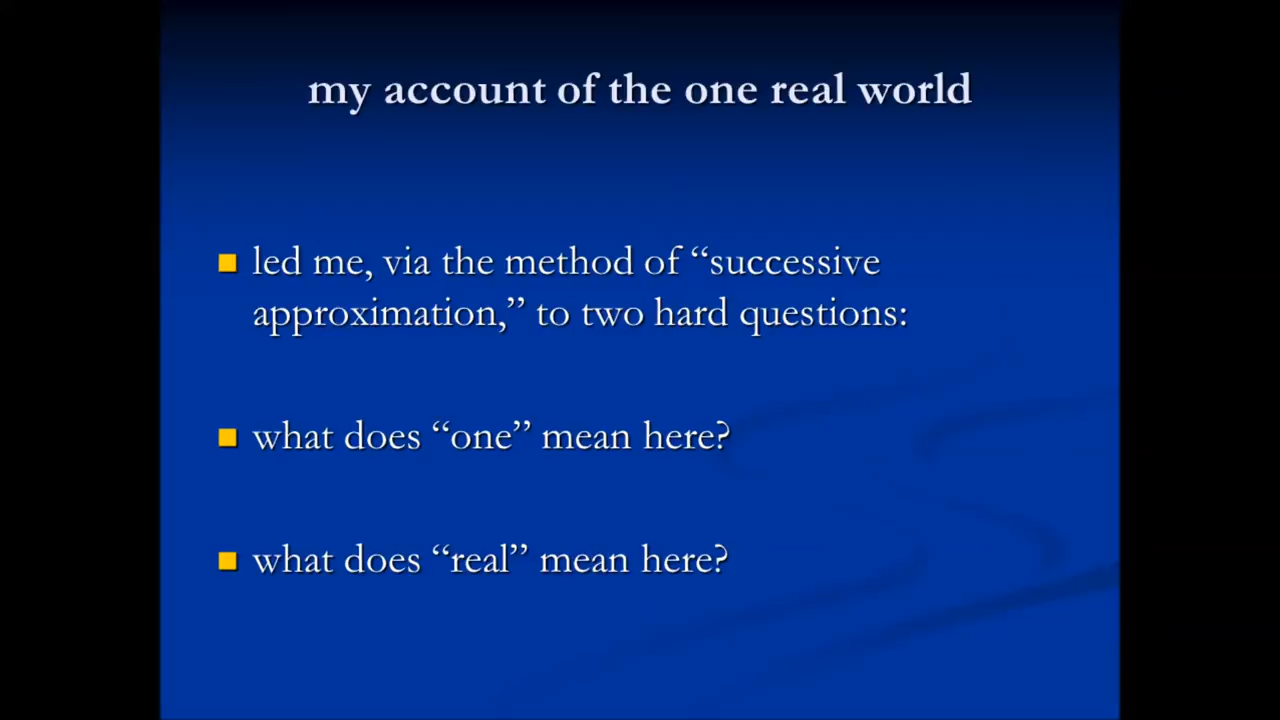 my account of the one real world
led me, via the method of “successive
approximation,” to two hard questions:
what does “one” mean here?
what does “real” mean here?